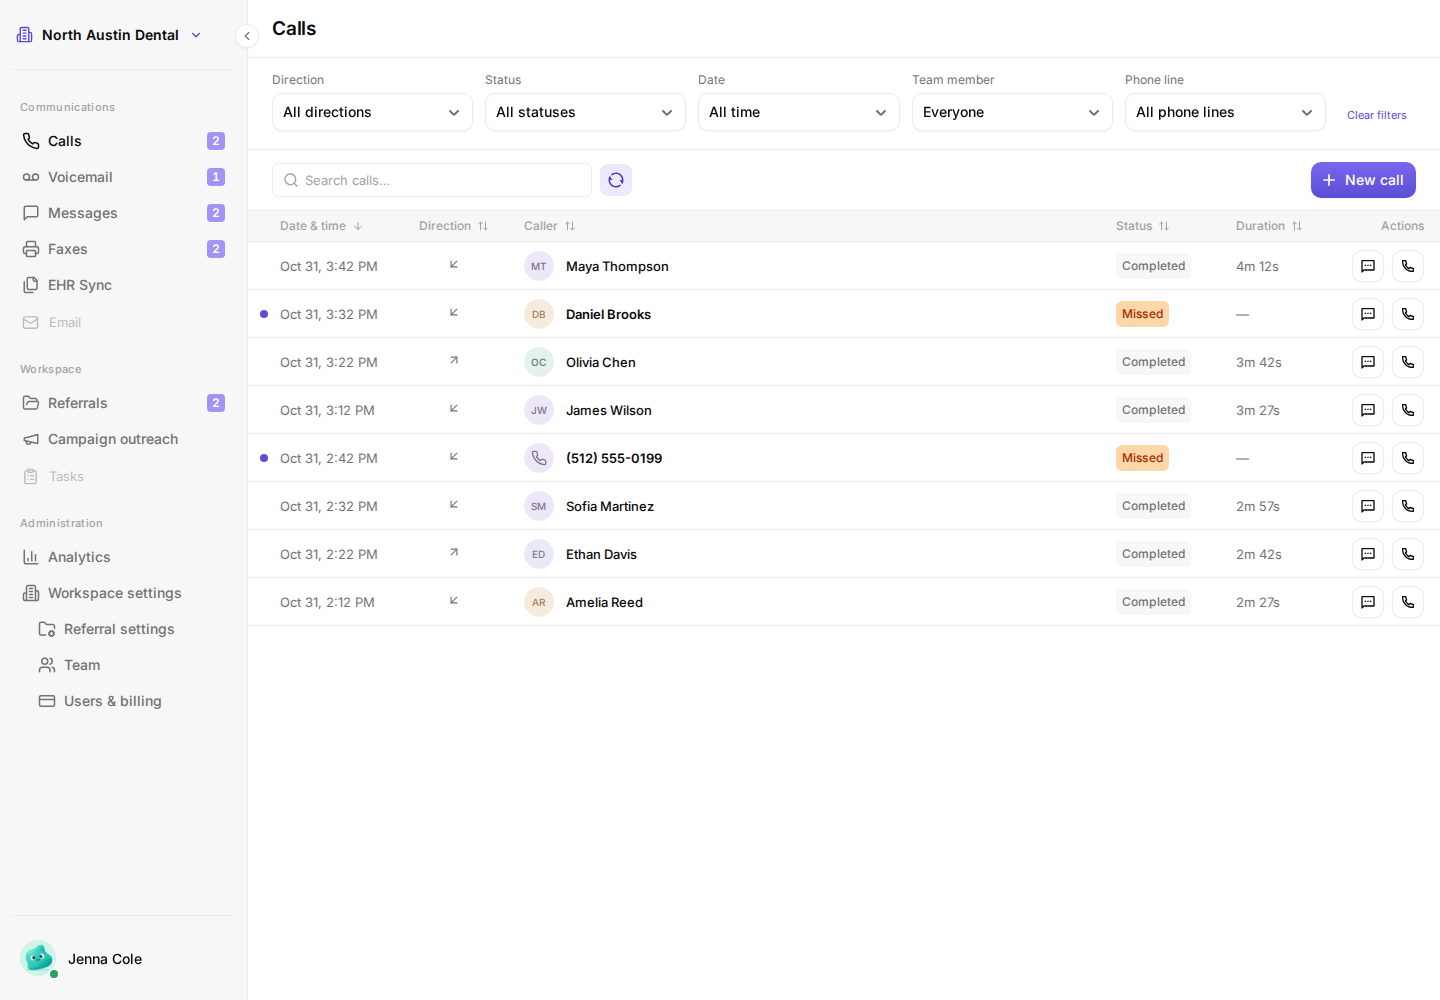 North Austin Dental
Communications
Calls 2
Voicemail 1
Messages 2
Faxes 2
EHR Sync
Email
Workspace
Referrals 2
Campaign outreach
Tasks
Administration
Analytics
Workspace settings
Referral settings
Team
Users & billing
Jenna Cole
Calls
Direction Status Date Team member Phone line
All directions All statuses All time Everyone All phone lines Clear filters
Search calls... New call
Date & time Direction Caller Status Duration Actions
Oct 31, 3:42 PM MT Maya Thompson Completed 4m 12s
Oct 31, 3:32 PM DB Daniel Brooks Missed —
Oct 31, 3:22 PM OC Olivia Chen Completed 3m 42s
Oct 31, 3:12 PM JW James Wilson Completed 3m 27s
Oct 31, 2:42 PM (512) 555-0199 Missed —
Oct 31, 2:32 PM SM Sofia Martinez Completed 2m 57s
Oct 31, 2:22 PM ED Ethan Davis Completed 2m 42s
Oct 31, 2:12 PM AR Amelia Reed Completed 2m 27s